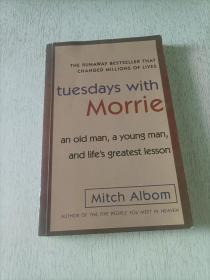 THE RUNAWAY BESTSELLER THAT
CHANGED MILLIONS OF LIVES
tuesdays with
Morrie
an old man, a young man,
and life's greatest lesson
Mitch Albom
AUTHOR OF THE FIVE PEOPLE YOU MEET IN HEAVEN